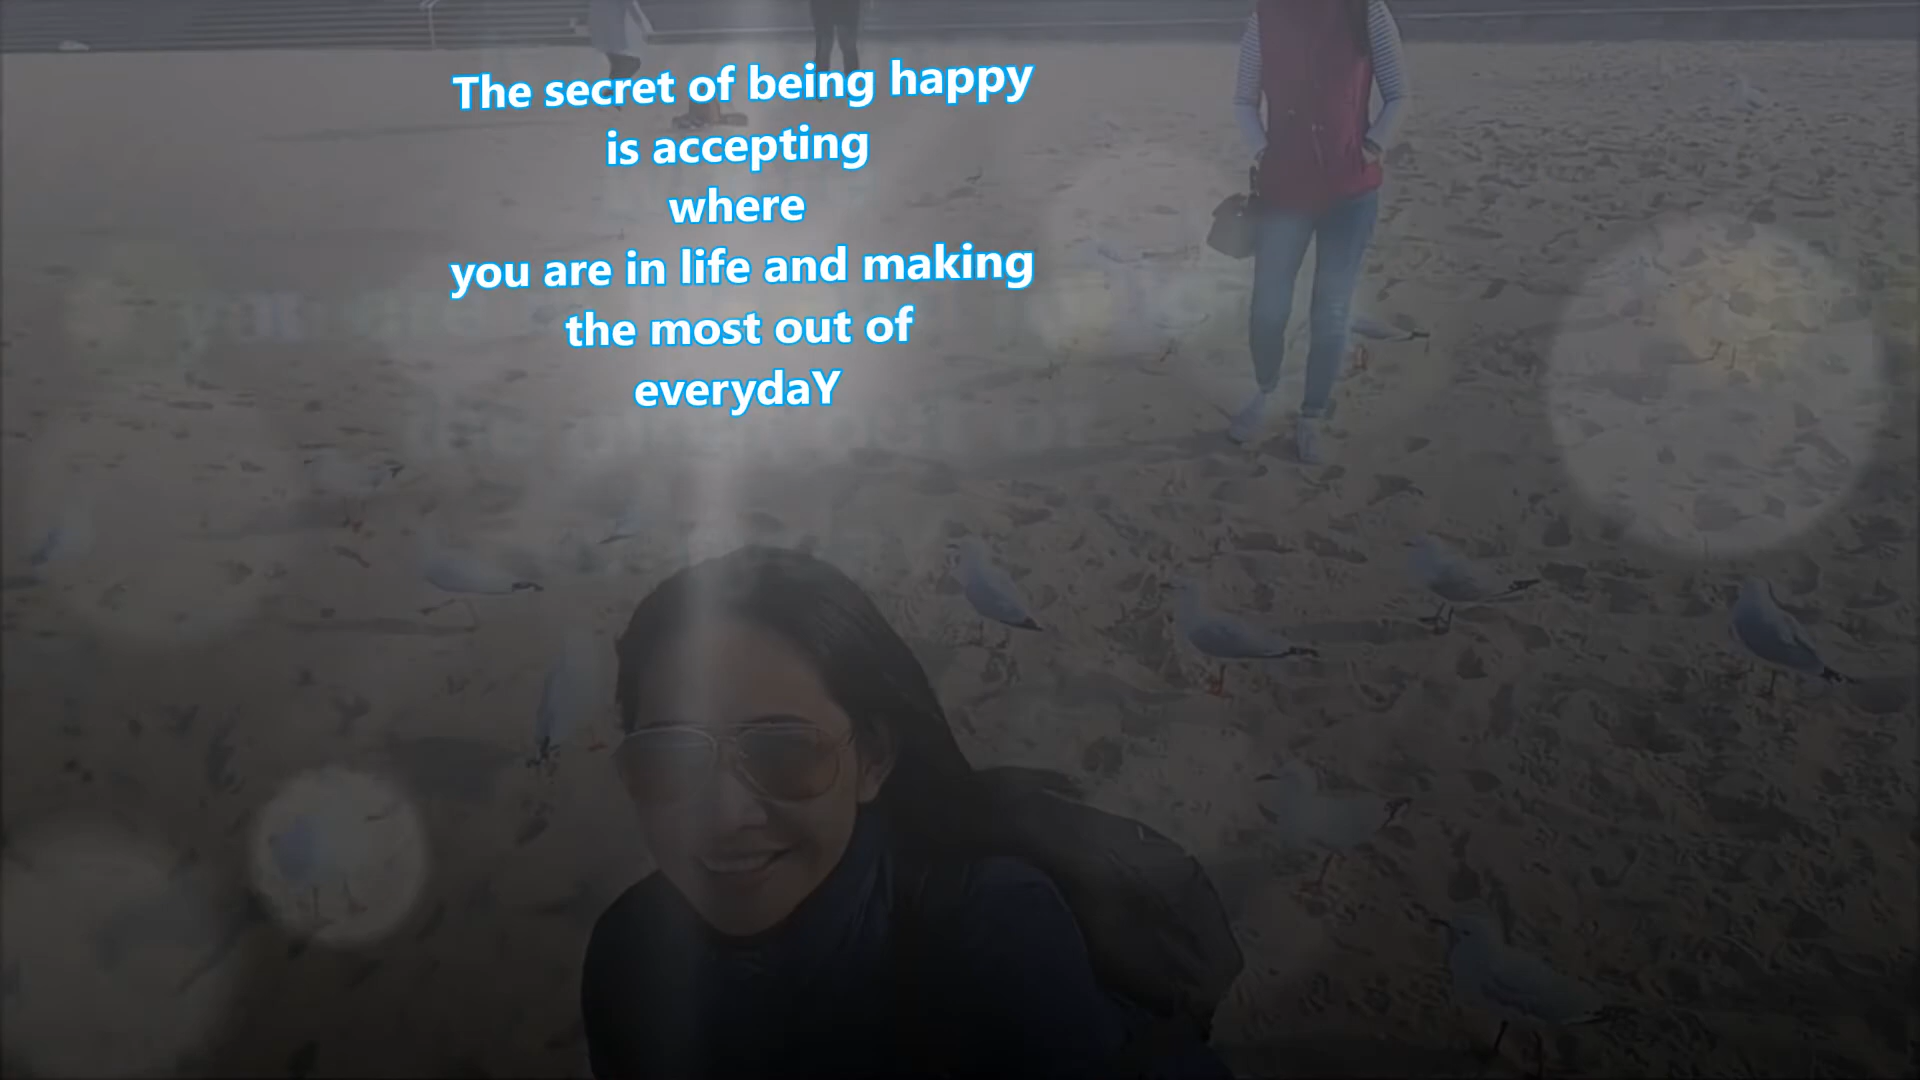 The secret of being happy
is accepting
where
you are in life and making
the most out of
everydaY